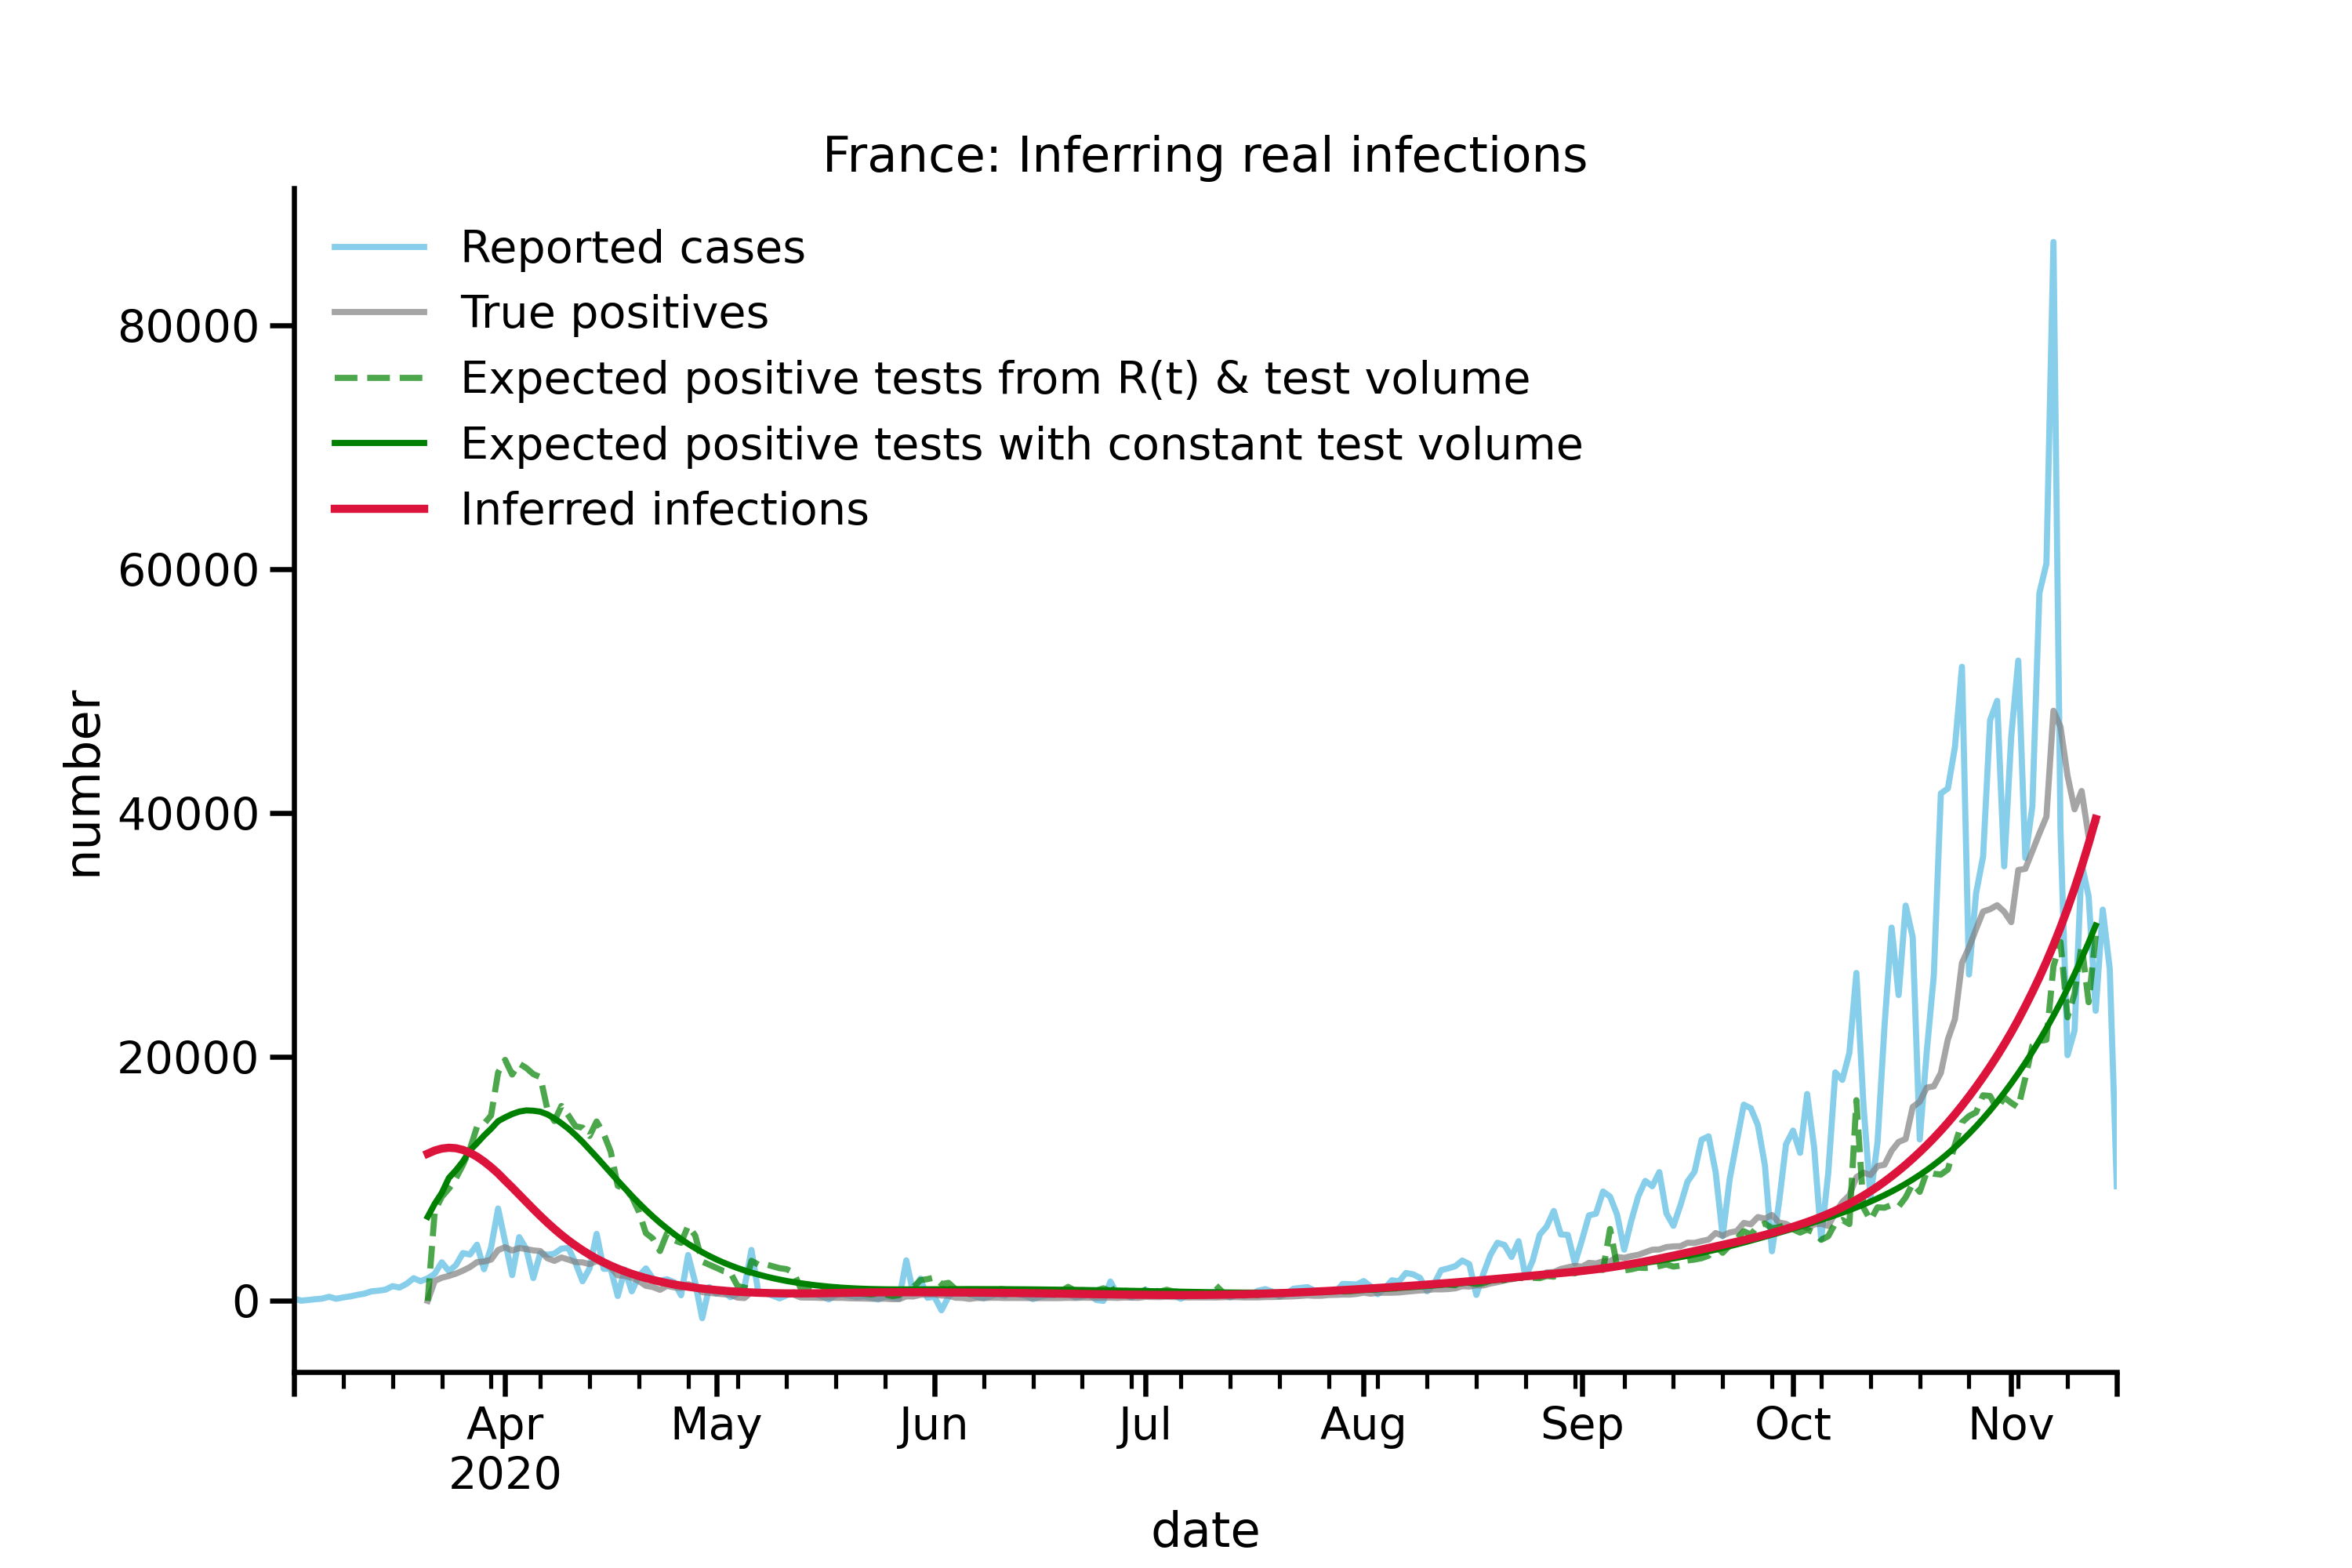 France: Inferring real infections
Reported cases
True positives
Expected positive tests from R(t) & test volume
Expected positive tests with constant test volume
Inferred infections
80000
60000
40000
20000
0
number
Apr May Jun Jul Aug Sep Oct Nov
2020
date